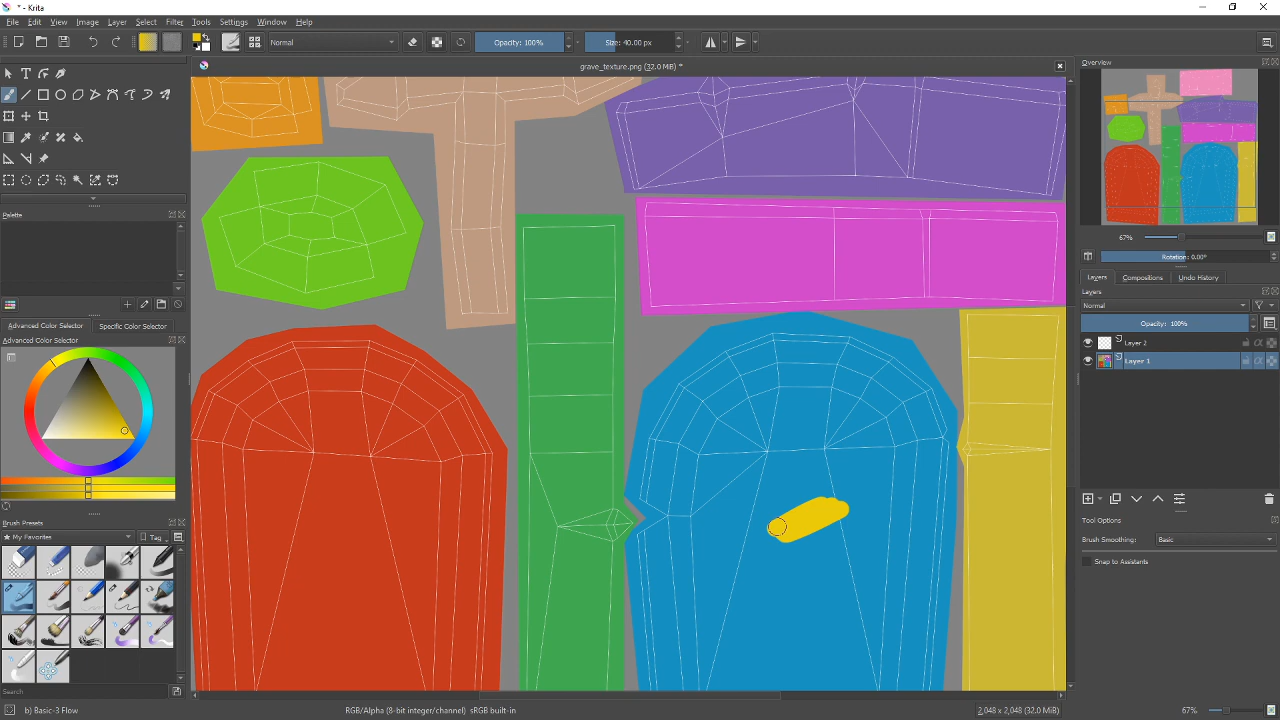 * - Krita
File Edit View Image Layer Select Filter Tools Settings Window Help
Normal
Opacity: 100%
Size: 40.00 px
grave_texture.png (32.0 MB) *
Palette
Advanced Color Selector
Specific Color Selector
Advanced Color Selector
Brush Presets
My Favorites
Tag
Search
b) Basic-3 Flow
RGB/Alpha (8-bit integer/channel) sRGB built-in
2,048 x 2,048 (32.0 MiB)
67%
Overview
67%
Rotation: 0.00°
Layers
Compositions
Undo History
Layers
Normal
Opacity: 100%
Layer 2
Layer 1
Tool Options
Brush Smoothing: Basic
Snap to Assistants